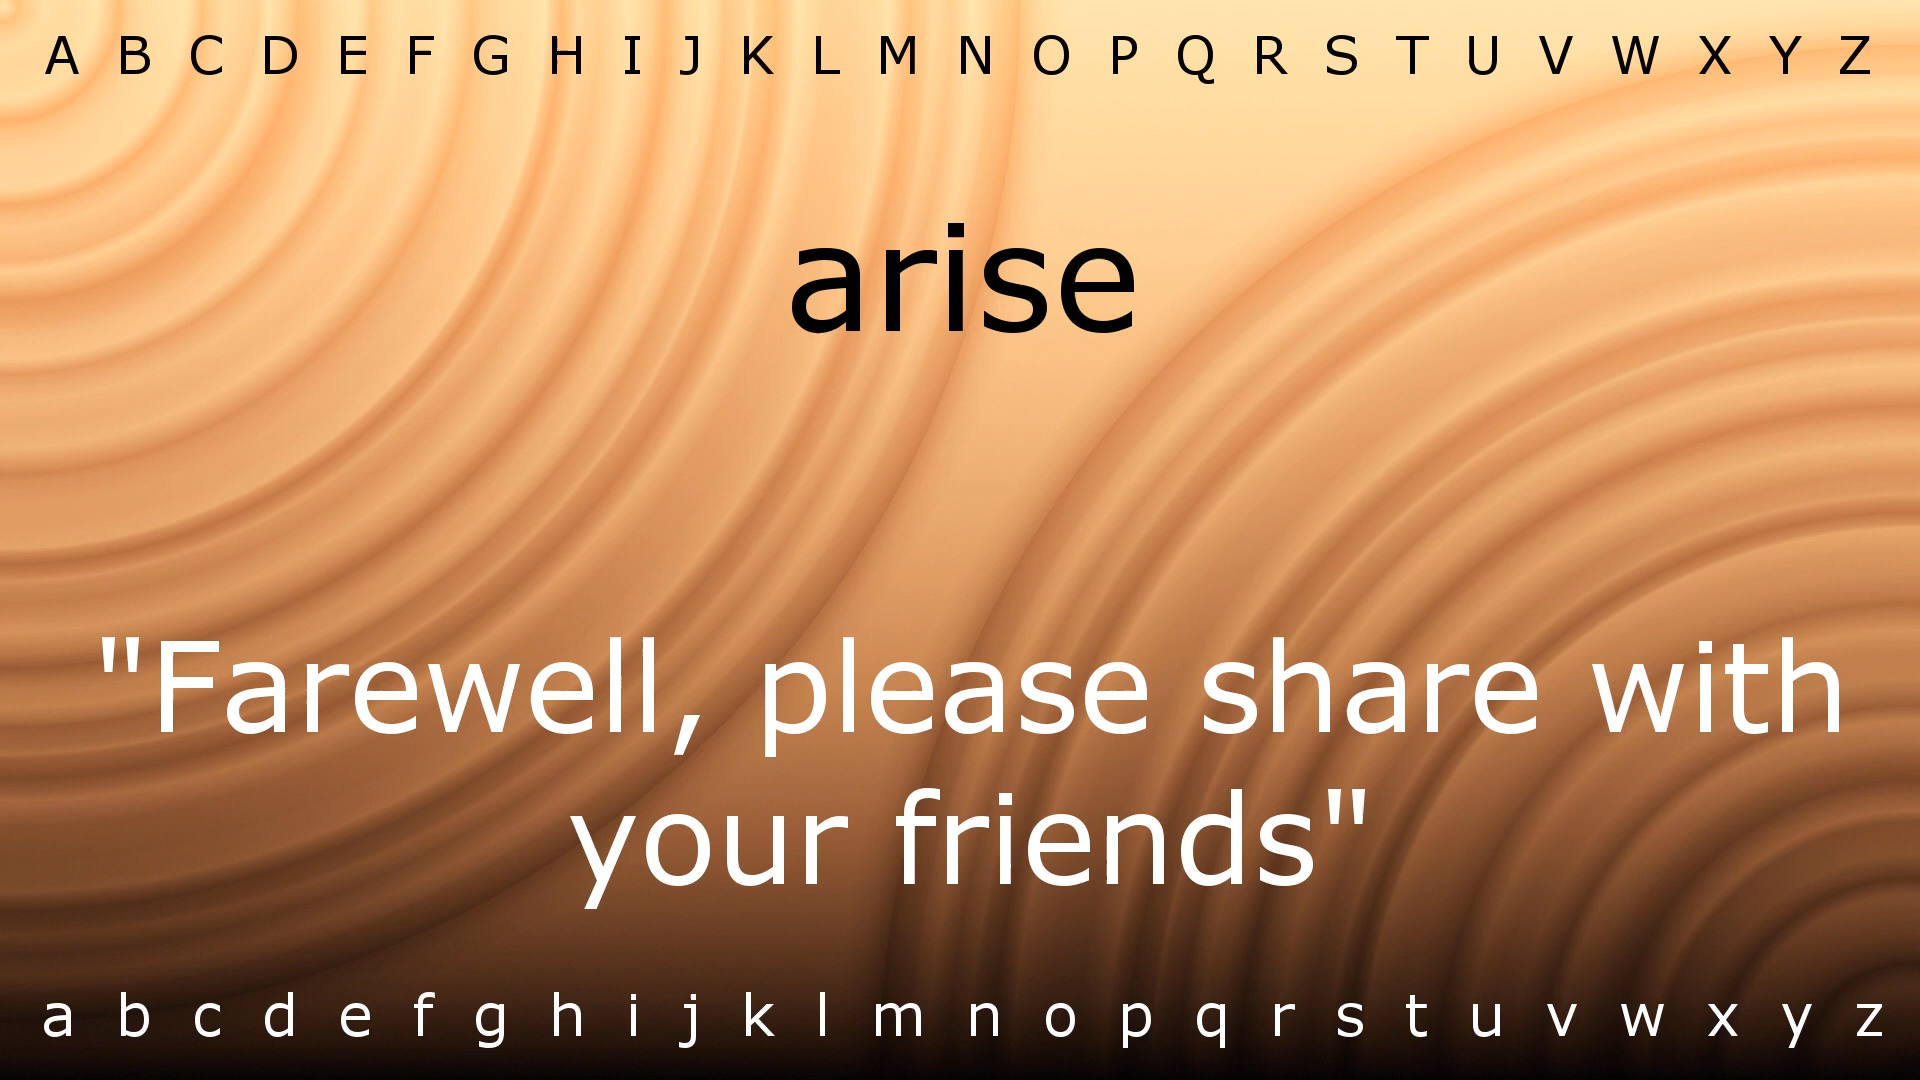 A B C D E F G H I J K L M N O P Q R S T U V W X Y Z
arise
"Farewell, please share with
your friends"
a b c d e f g h i j k l m n o p q r s t u v w x y z